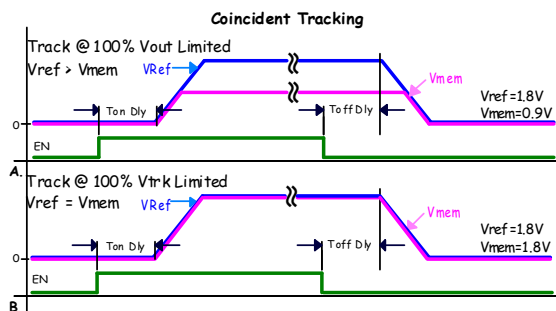 Coincident Tracking
Track @ 100% Vout Limited
Vref > Vmem
VRef
Vmem
Vref=1.8V
Vmem=0.9V
Ton Dly
Toff Dly
0
EN
A.
Track @ 100% Vtrk Limited
Vref = Vmem
VRef
Vmem
Vref=1.8V
Vmem=1.8V
Ton Dly
Toff Dly
0
EN
B